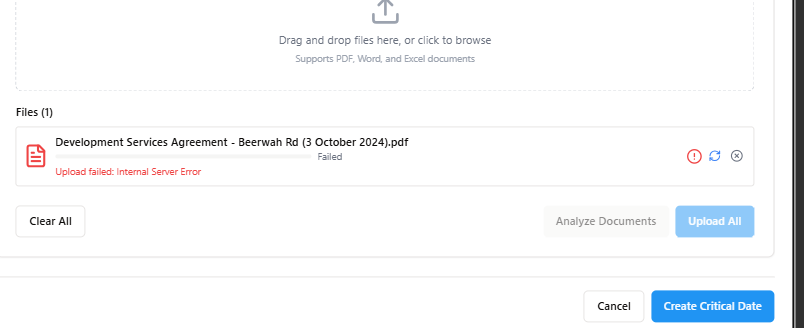 Drag and drop files here, or click to browse
Supports PDF, Word, and Excel documents
Files (1)
Development Services Agreement - Beerwah Rd (3 October 2024).pdf
Failed
Upload failed: Internal Server Error
Clear All
Analyze Documents
Upload All
Cancel
Create Critical Date